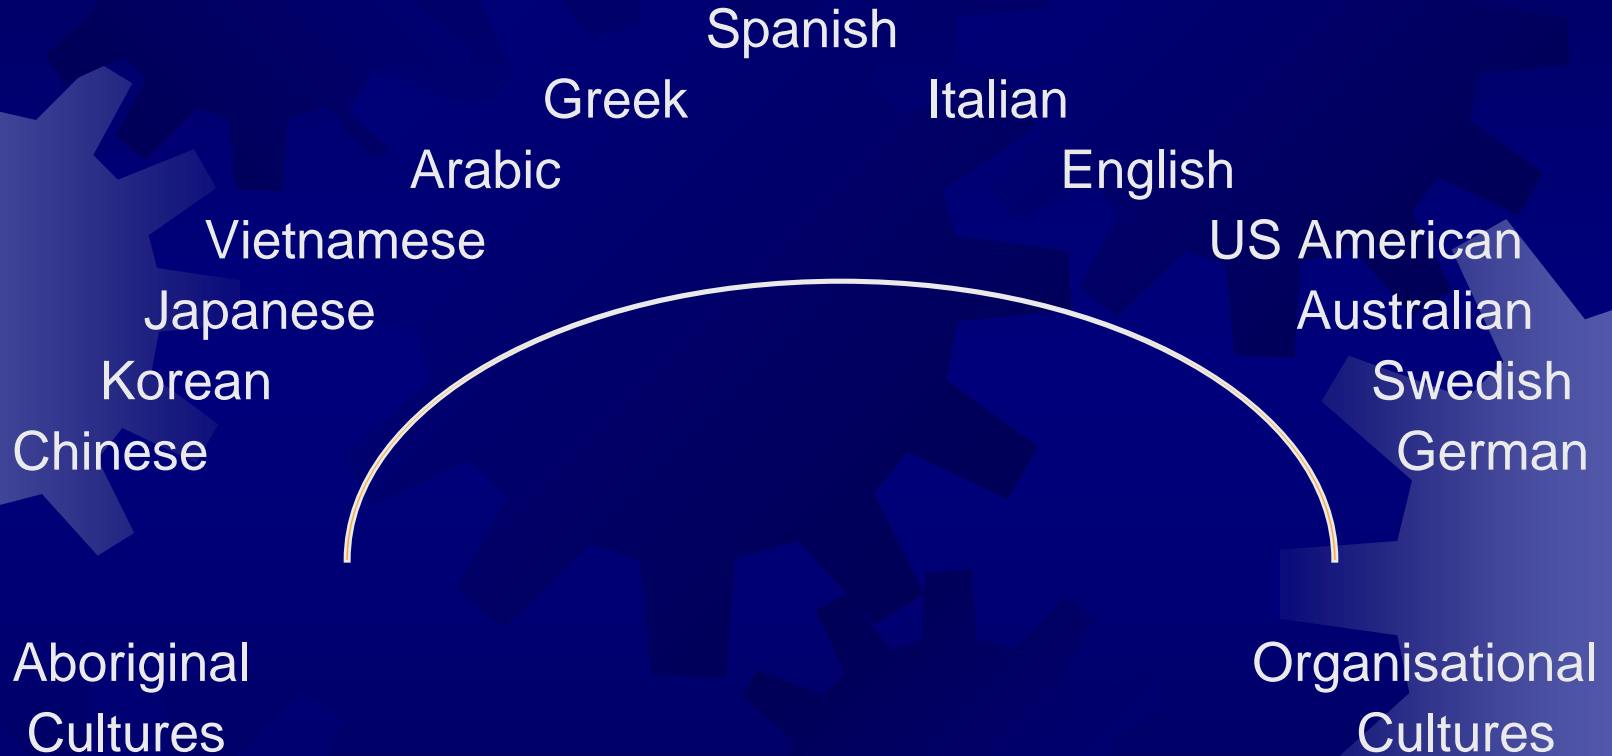 Spanish
Greek Italian
Arabic English
Vietnamese US American
Japanese Australian
Korean Swedish
Chinese German
Aboriginal Organisational
Cultures Cultures